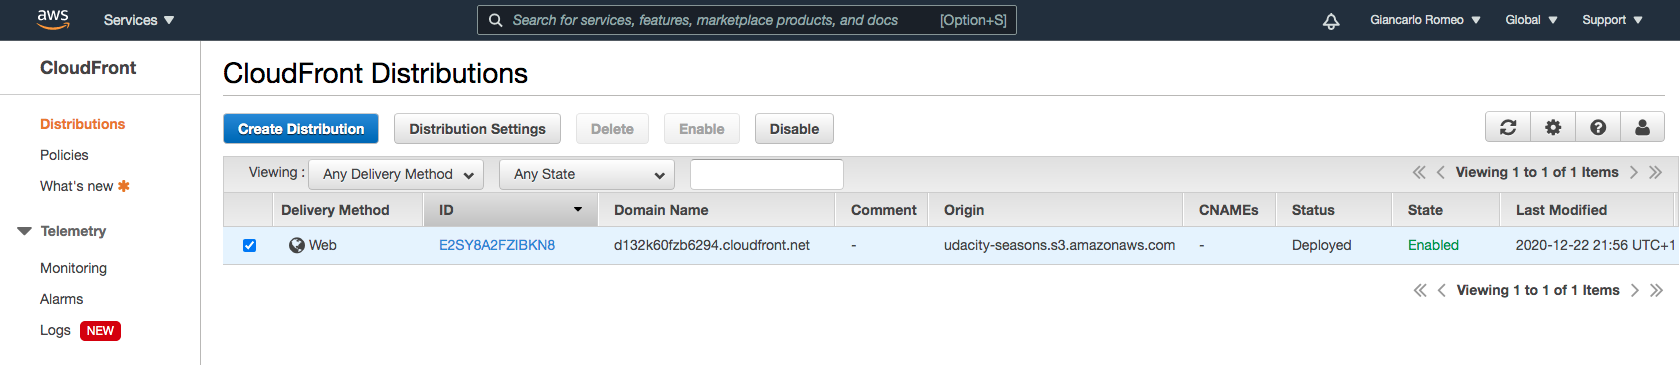 aws Services Search for services, features, marketplace products, and docs [Option+S] Giancarlo Romeo Global Support
CloudFront
Distributions
Policies
What's new
Telemetry
Monitoring
Alarms
Logs NEW
CloudFront Distributions
Create Distribution Distribution Settings Delete Enable Disable
Viewing : Any Delivery Method Any State Viewing 1 to 1 of 1 Items
Delivery Method ID Domain Name Comment Origin CNAMEs Status State Last Modified
Web E2SY8A2FZIBKN8 d132k60fzb6294.cloudfront.net - udacity-seasons.s3.amazonaws.com - Deployed Enabled 2020-12-22 21:56 UTC+1
Viewing 1 to 1 of 1 Items